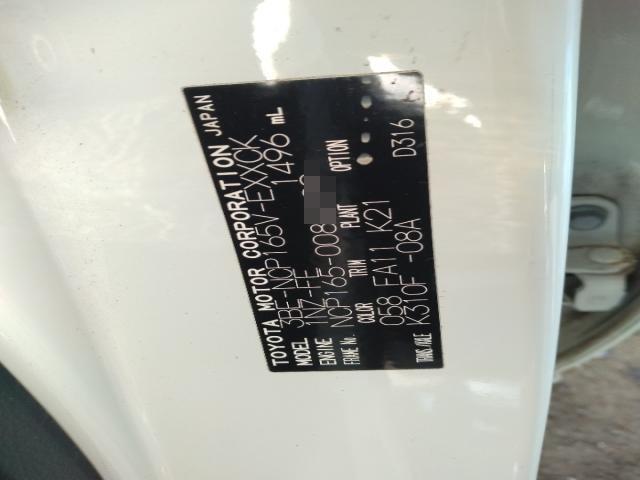 TOYOTA MOTOR CORPORATION JAPAN
MODEL 3BF-NCP165V-EXXCK
ENGINE 1NZ-FE 1496 mL
FRAME No. NCP165-008
COLOR TRIM PLANT OPTION
058 FA11 K21
TRANS/AXLE K310F -08A D316